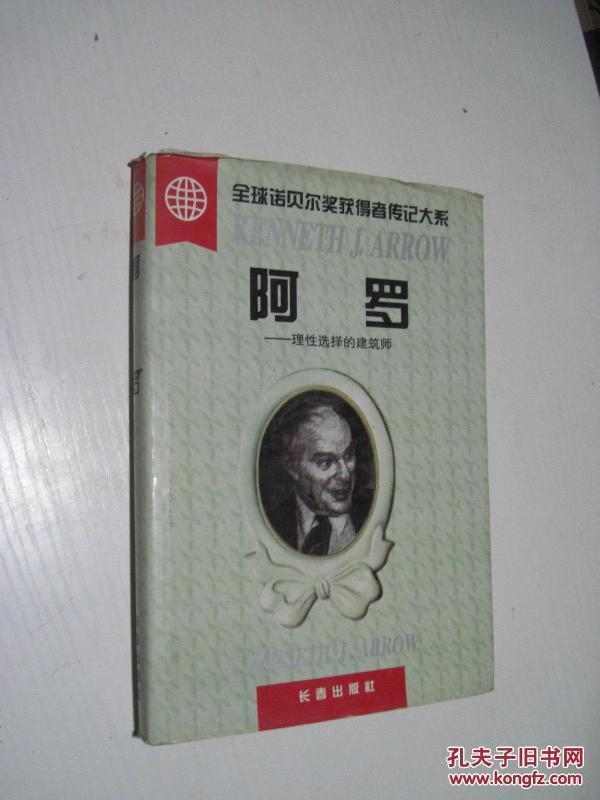 全球诺贝尔奖获得者传记大系
KENNETH J. ARROW
阿 罗
——理性选择的建筑师
KENNETH J. ARROW
长春出版社
阿 罗
孔夫子旧书网
www.kongfz.com